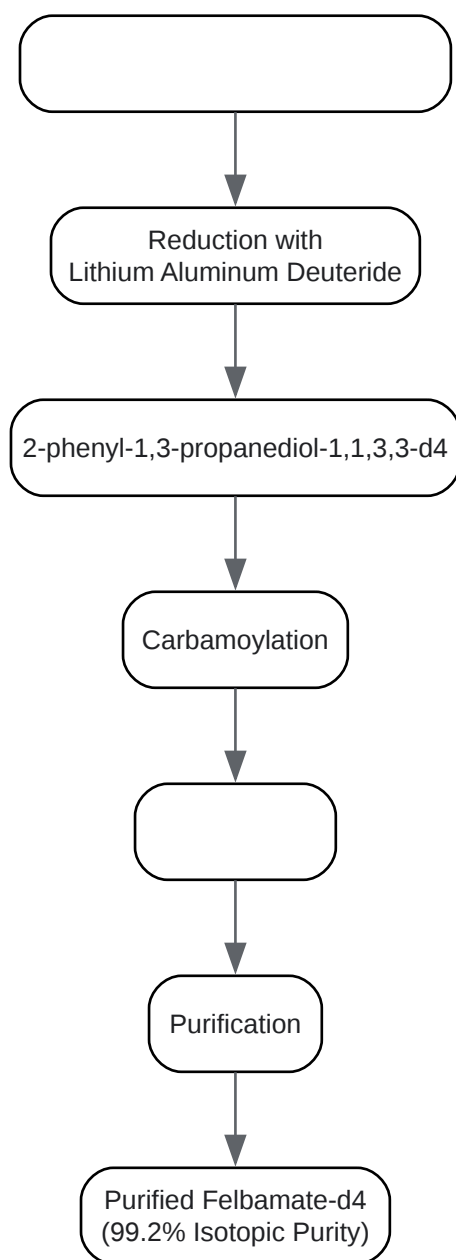 Reduction with
Lithium Aluminum Deuteride
2-phenyl-1,3-propanediol-1,1,3,3-d4
Carbamoylation
Purification
Purified Felbamate-d4
(99.2% Isotopic Purity)